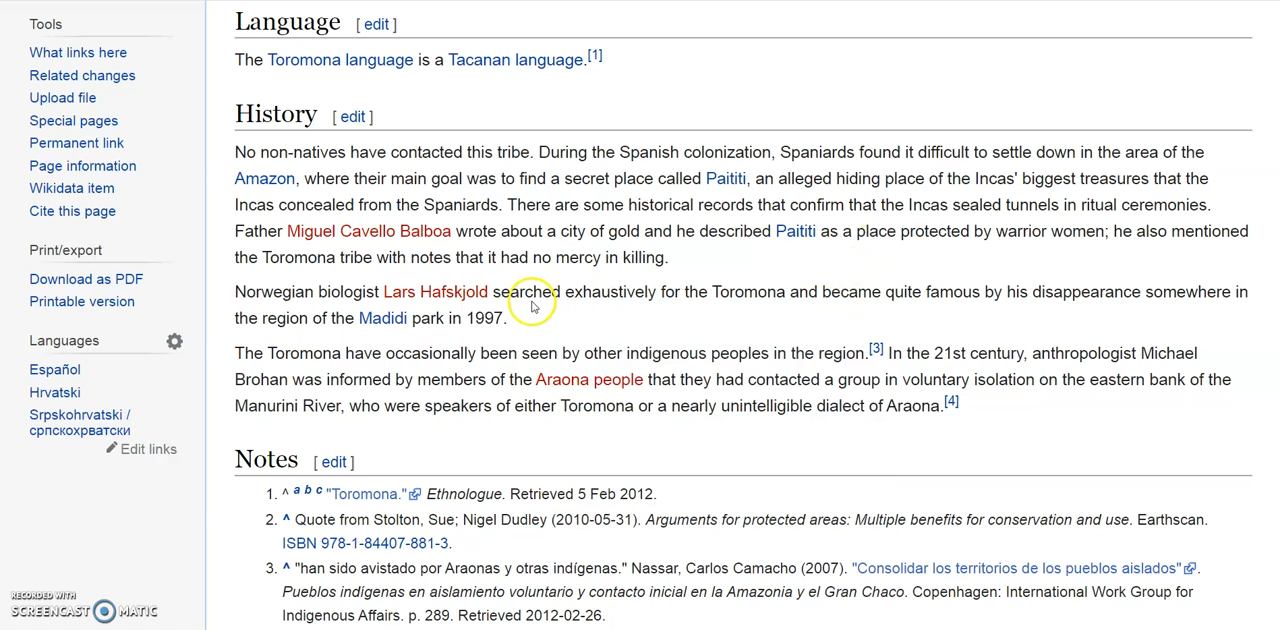 Tools
What links here
Related changes
Upload file
Special pages
Permanent link
Page information
Wikidata item
Cite this page
Print/export
Download as PDF
Printable version
Languages
Español
Hrvatski
Srpskohrvatski /
српскохрватски
Edit links
RECORDED WITH
SCREENCAST MATIC
Language [ edit ]
The Toromona language is a Tacanan language.[1]
History [ edit ]
No non-natives have contacted this tribe. During the Spanish colonization, Spaniards found it difficult to settle down in the area of the
Amazon, where their main goal was to find a secret place called Paititi, an alleged hiding place of the Incas' biggest treasures that the
Incas concealed from the Spaniards. There are some historical records that confirm that the Incas sealed tunnels in ritual ceremonies.
Father Miguel Cavello Balboa wrote about a city of gold and he described Paititi as a place protected by warrior women; he also mentioned
the Toromona tribe with notes that it had no mercy in killing.
Norwegian biologist Lars Hafskjold searched exhaustively for the Toromona and became quite famous by his disappearance somewhere in
the region of the Madidi park in 1997.
The Toromona have occasionally been seen by other indigenous peoples in the region.[3] In the 21st century, anthropologist Michael
Brohan was informed by members of the Araona people that they had contacted a group in voluntary isolation on the eastern bank of the
Manurini River, who were speakers of either Toromona or a nearly unintelligible dialect of Araona.[4]
Notes [ edit ]
1. ^ a b c "Toromona." Ethnologue. Retrieved 5 Feb 2012.
2. ^ Quote from Stolton, Sue; Nigel Dudley (2010-05-31). Arguments for protected areas: Multiple benefits for conservation and use. Earthscan.
ISBN 978-1-84407-881-3.
3. ^ "han sido avistado por Araonas y otras indígenas." Nassar, Carlos Camacho (2007). "Consolidar los territorios de los pueblos aislados".
Pueblos indígenas en aislamiento voluntario y contacto inicial en la Amazonia y el Gran Chaco. Copenhagen: International Work Group for
Indigenous Affairs. p. 289. Retrieved 2012-02-26.